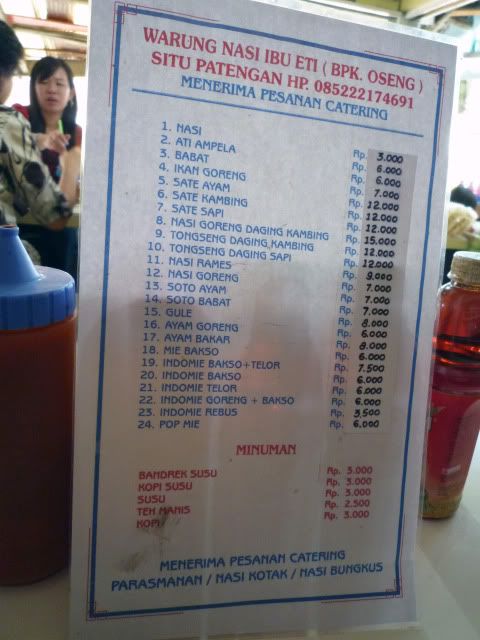 WARUNG NASI IBU ETI ( BPK. OSENG )
SITU PATENGAN HP. 085222174691
MENERIMA PESANAN CATERING
1. NASI Rp. 3.000
2. ATI AMPELA Rp. 6.000
3. BABAT Rp. 6.000
4. IKAN GORENG Rp. 7.000
5. SATE AYAM Rp. 12.000
6. SATE KAMBING Rp. 12.000
7. SATE SAPI Rp. 12.000
8. NASI GORENG DAGING KAMBING Rp. 15.000
9. TONGSENG DAGING KAMBING Rp. 12.000
10. TONGSENG DAGING SAPI Rp. 12.000
11. NASI RAMES Rp. 9.000
12. NASI GORENG Rp. 7.000
13. SOTO AYAM Rp. 7.000
14. SOTO BABAT Rp. 7.000
15. GULE Rp. 8.000
16. AYAM GORENG Rp. 6.000
17. AYAM BAKAR Rp. 8.000
18. MIE BAKSO Rp. 6.000
19. INDOMIE BAKSO+TELOR Rp. 7.500
20. INDOMIE BAKSO Rp. 6.000
21. INDOMIE TELOR Rp. 6.000
22. INDOMIE GORENG + BAKSO Rp. 6.000
23. INDOMIE REBUS Rp. 3,500
24. POP MIE Rp. 6.000
MINUMAN
BANDREK SUSU Rp. 3.000
KOPI SUSU Rp. 3.000
SUSU Rp. 3.000
TEH MANIS Rp. 2.500
KOPI Rp. 3.000
MENERIMA PESANAN CATERING
PARASMANAN / NASI KOTAK / NASI BUNGKUS